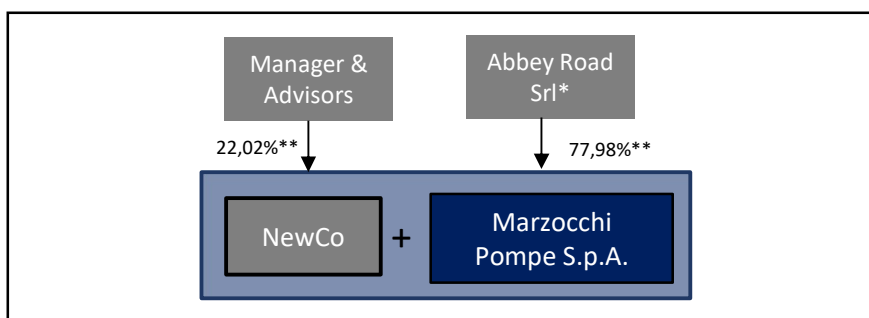 Manager &
Advisors
Abbey Road
Srl*
22,02%**
77,98%**
NewCo
+
Marzocchi
Pompe S.p.A.